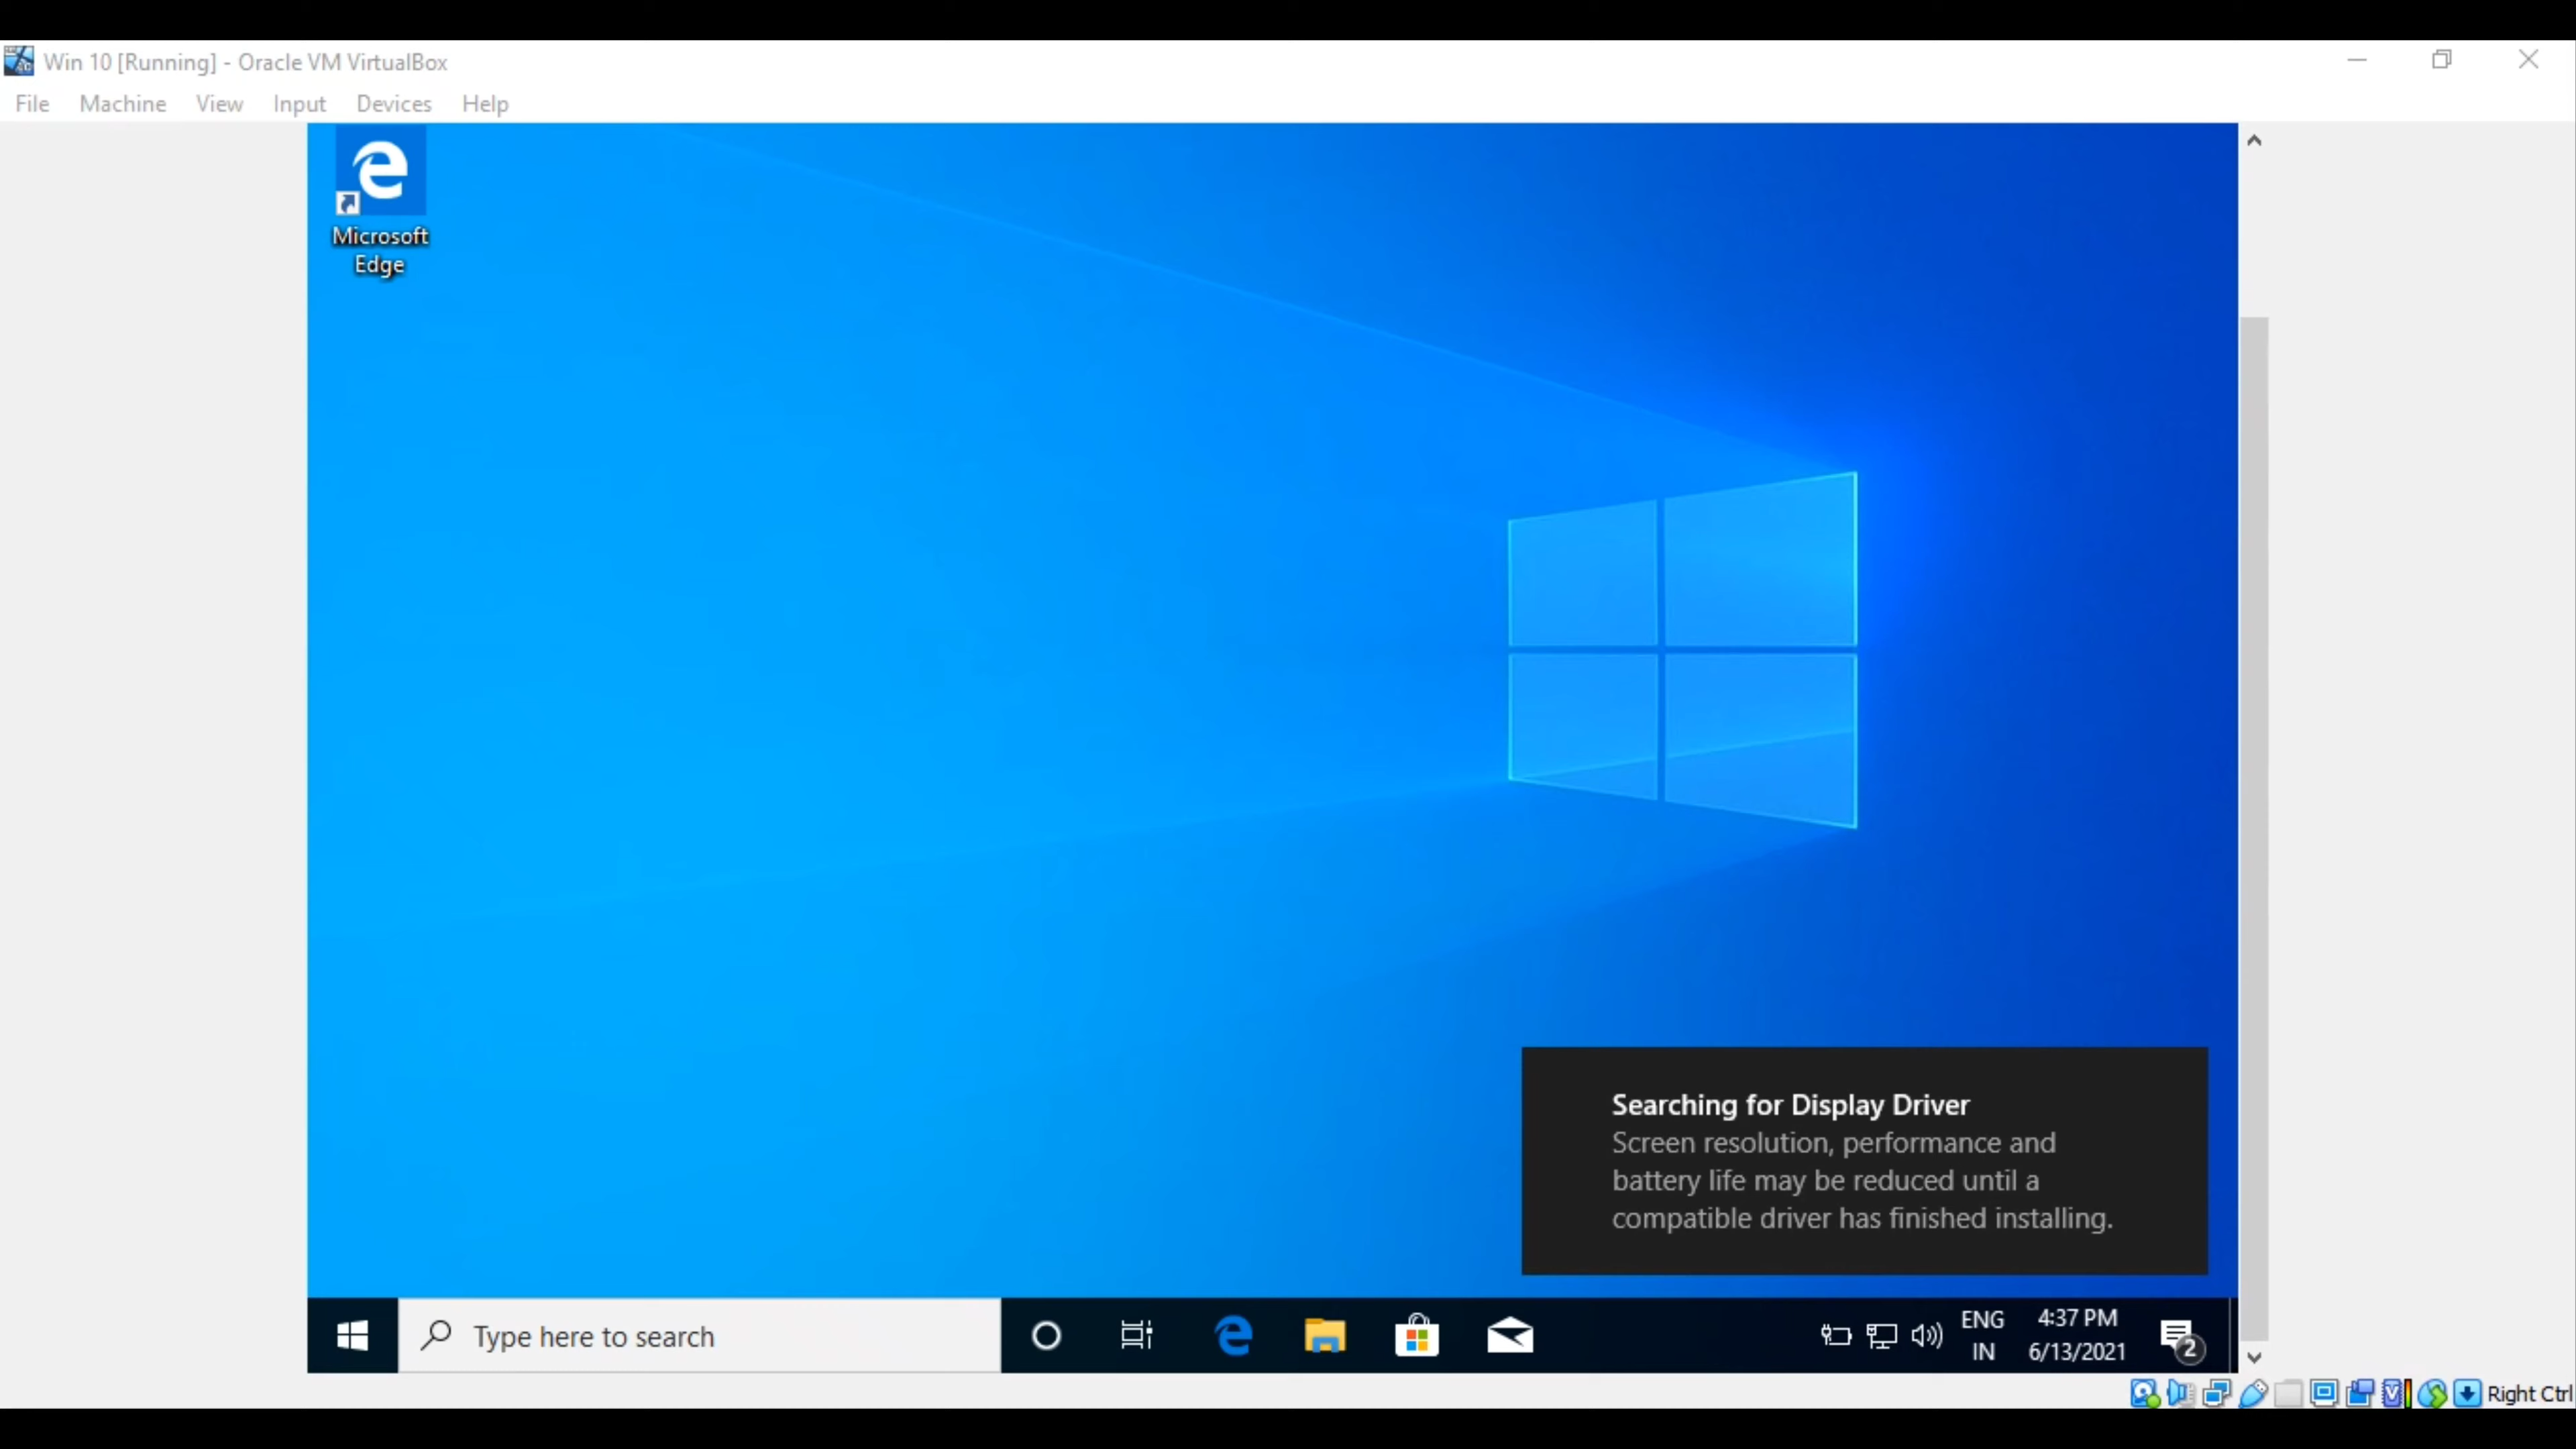 Win 10 [Running] - Oracle VM VirtualBox
File Machine View Input Devices Help
Microsoft
Edge
Searching for Display Driver
Screen resolution, performance and
battery life may be reduced until a
compatible driver has finished installing.
Type here to search
ENG
IN
4:37 PM
6/13/2021
2
Right Ctrl